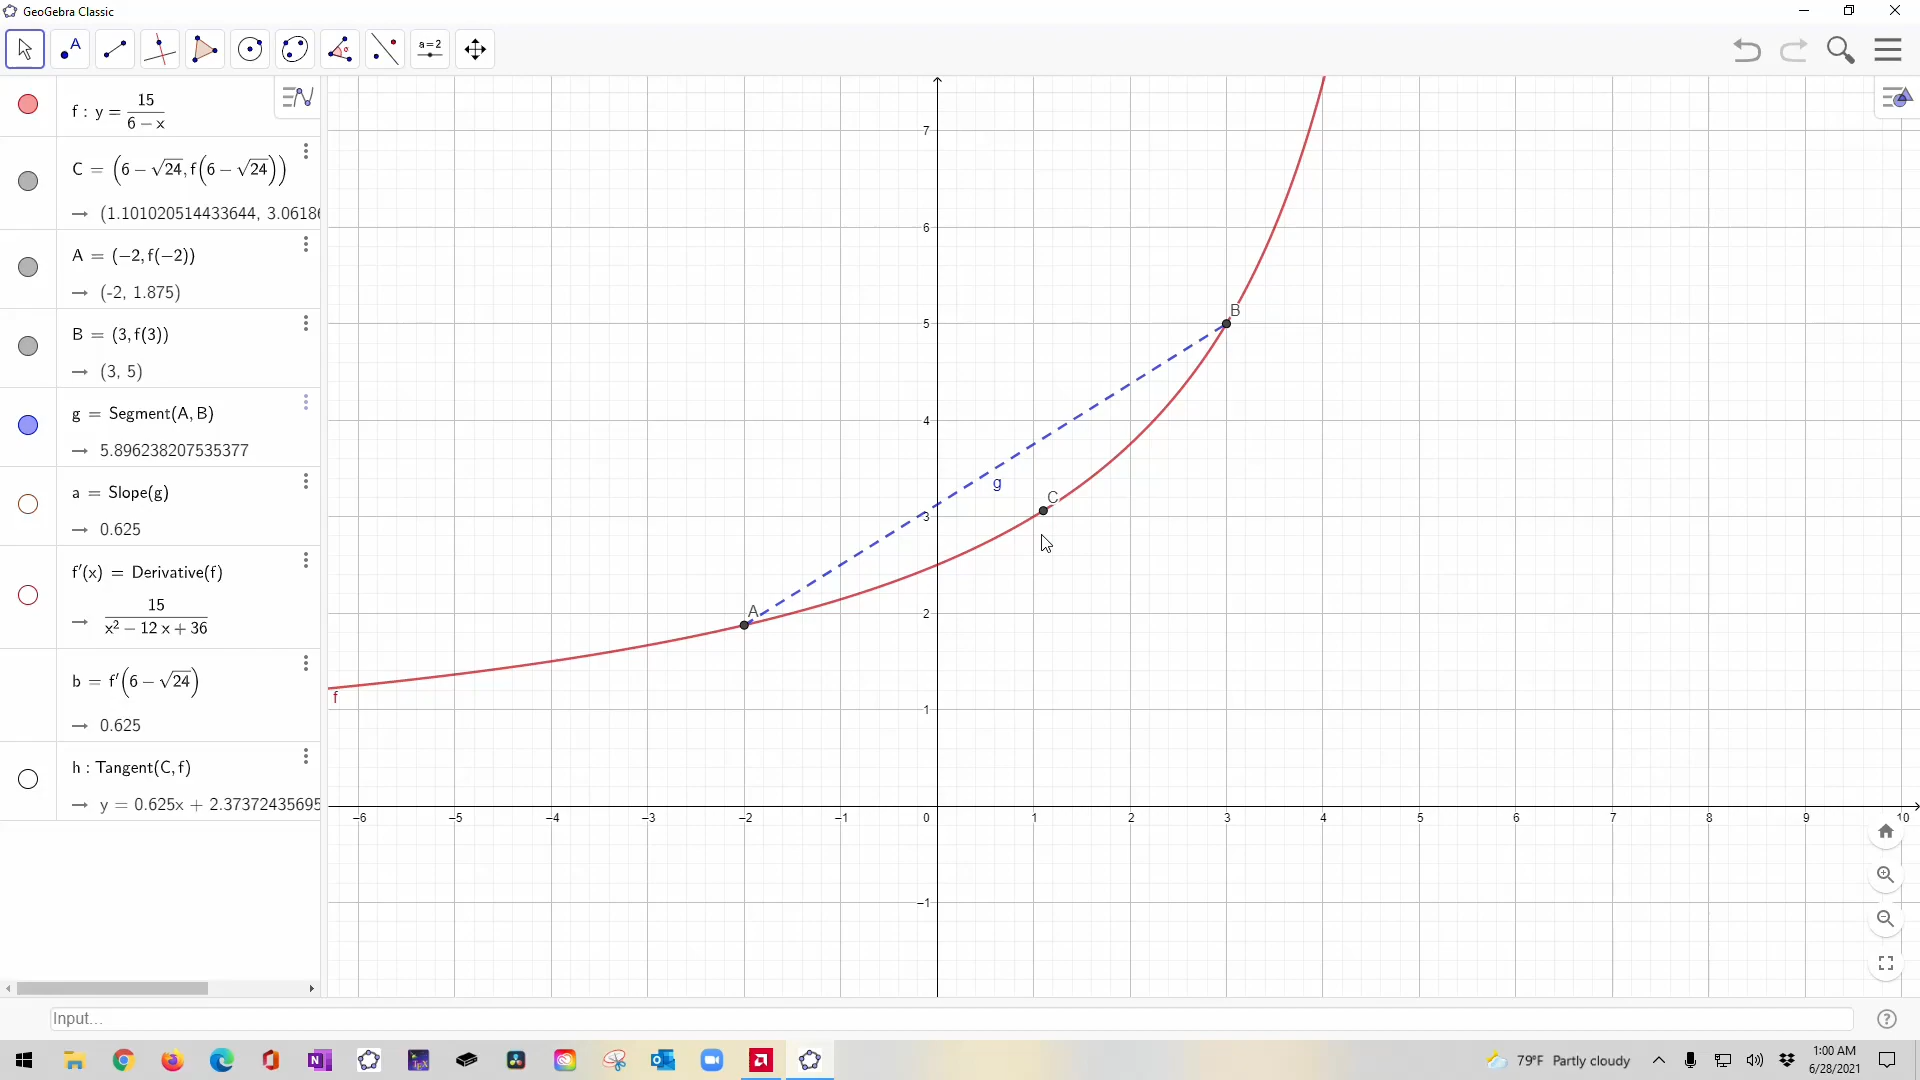 GeoGebra Classic
A
a=2
f : y = 15/(6 − x)
C = (6 − √24, f(6 − √24))
→ (1.101020514433644, 3.0618
A = (−2, f(−2))
→ (-2, 1.875)
B = (3, f(3))
→ (3, 5)
g = Segment(A, B)
→ 5.896238207535377
a = Slope(g)
→ 0.625
f′(x) = Derivative(f)
→ 15/(x² − 12 x + 36)
b = f′(6 − √24)
→ 0.625
h : Tangent(C, f)
→ y = 0.625x + 2.37372435695
7
6
5
4
3
2
1
−1
−6 −5 −4 −3 −2 −1 0 1 2 3 4 5 6 7 8 9 10
B
g
C
A
f
Input...
79°F Partly cloudy
1:00 AM
6/28/2021